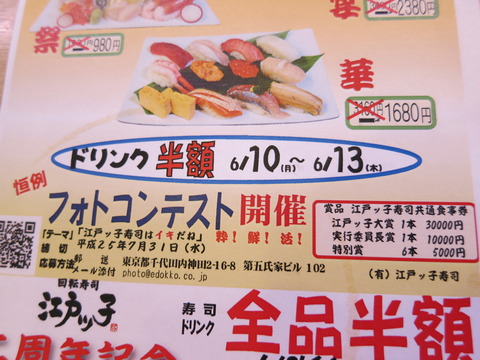 祭
980円
2380円
華
3160円
1680円
ドリンク 半額 6/10(月)〜6/13(木)
恒例
フォトコンテスト開催
「テーマ」「江戸ッ子寿司はイキだね」 粋!鮮!活!
締 切 平成25年7月31日(水)
応募方法 郵 送 東京都千代田内神田2-16-8 第五氏家ビル 102
メール添付 photo@edokko.co.jp
賞品 江戸ッ子寿司共通食事券
江戸ッ子大賞 1本 30000円
実行委員長賞 1本 10000円
特別賞 6本 5000円
(有)江戸ッ子寿司
回転寿司
江戸ッ子
寿司
ドリンク
全品半額
周年記念